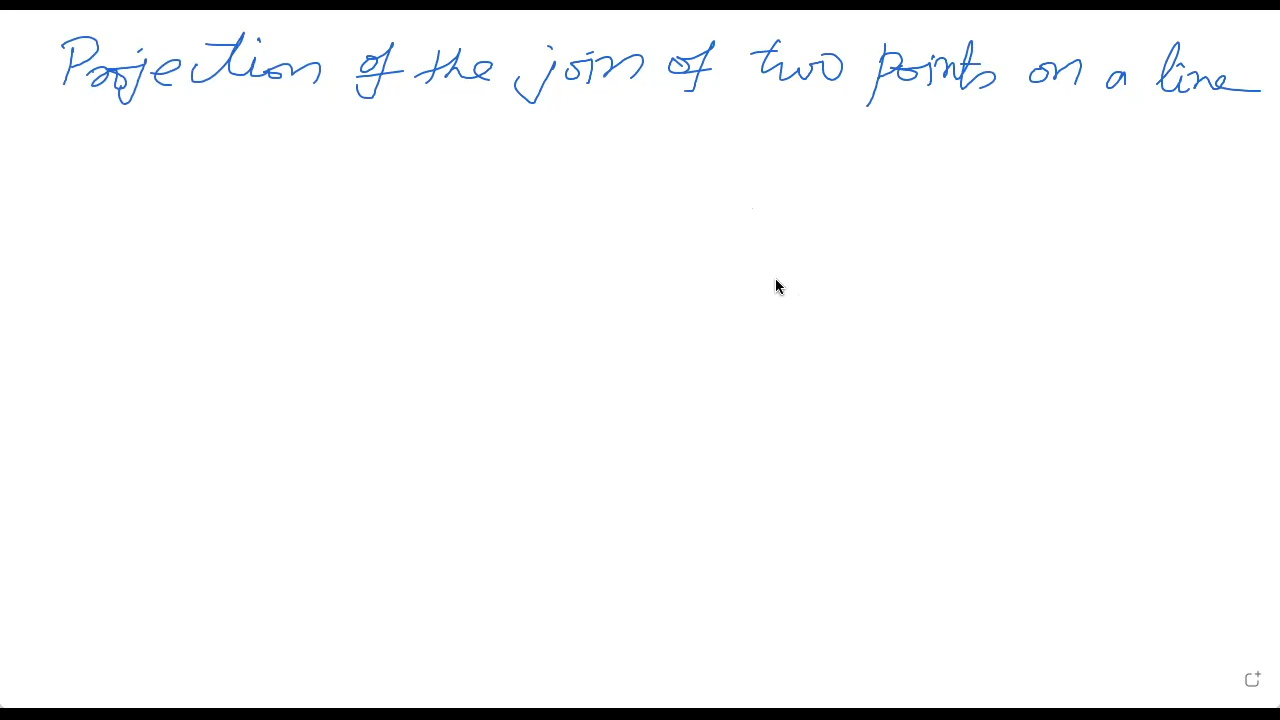 Projection of the join of two points on a line